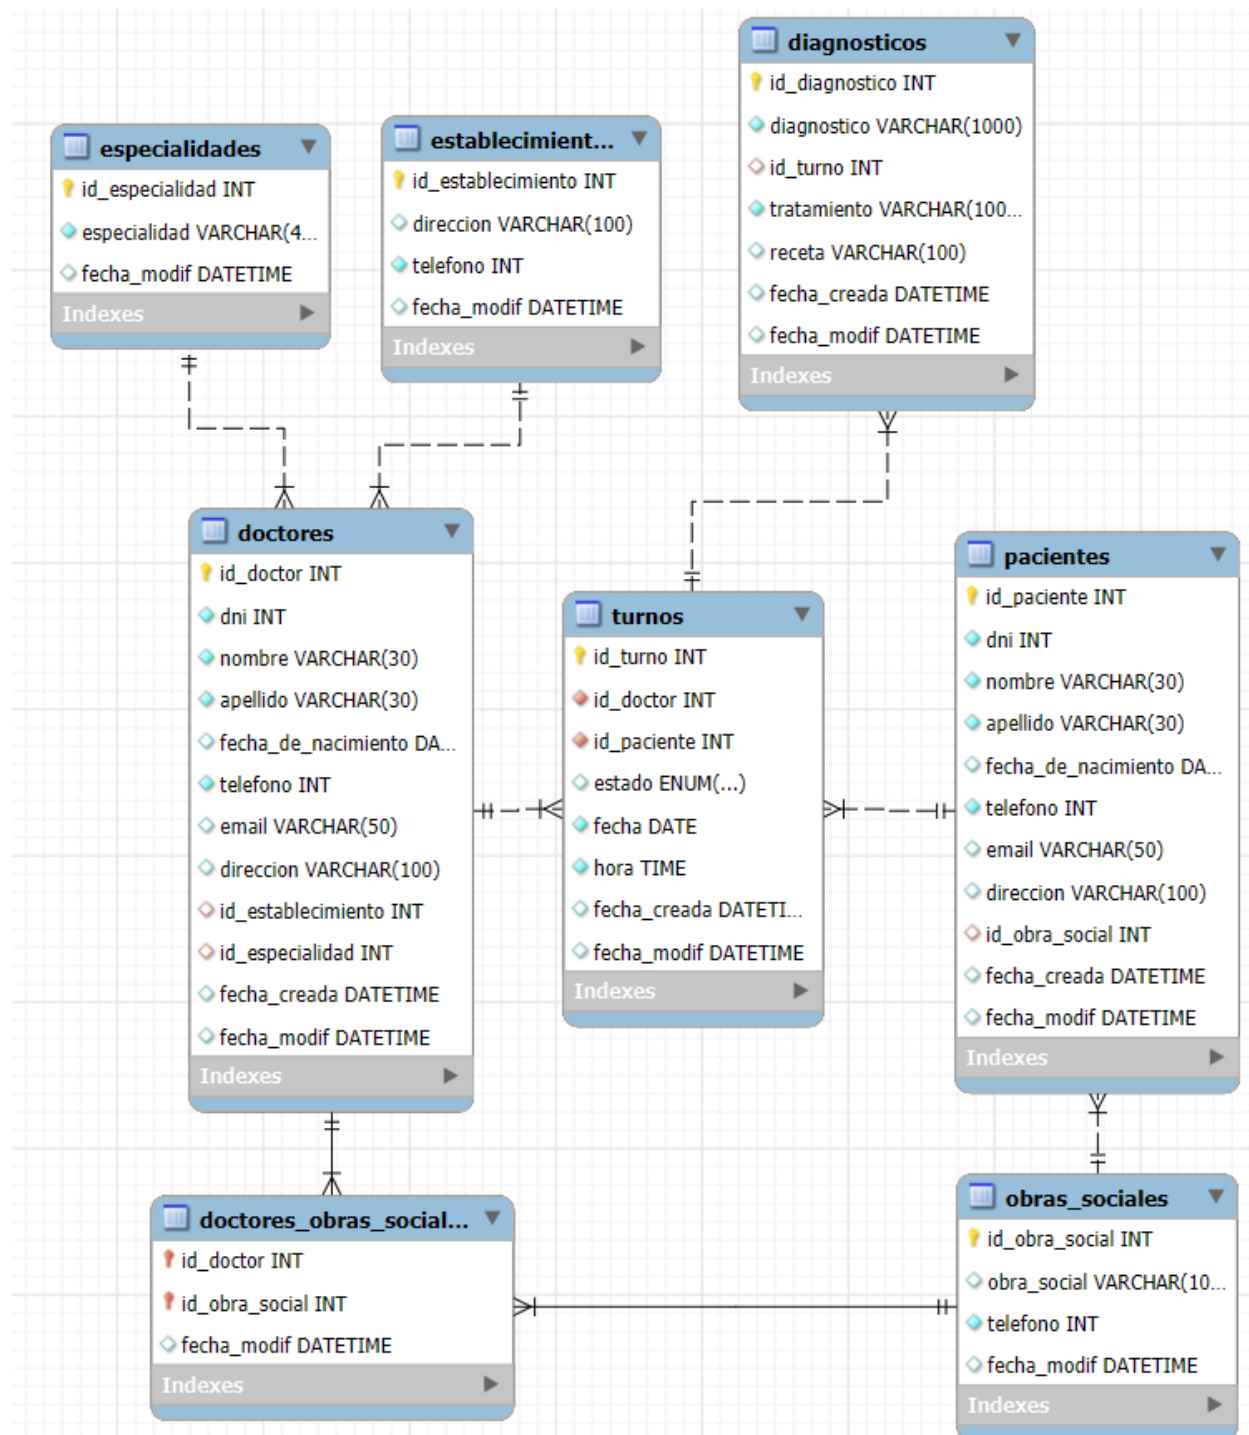 diagnosticos
id_diagnostico INT
diagnostico VARCHAR(1000)
id_turno INT
tratamiento VARCHAR(100...
receta VARCHAR(100)
fecha_creada DATETIME
fecha_modif DATETIME
Indexes
especialidades
id_especialidad INT
especialidad VARCHAR(4...
fecha_modif DATETIME
Indexes
establecimient...
id_establecimiento INT
direccion VARCHAR(100)
telefono INT
fecha_modif DATETIME
Indexes
doctores
id_doctor INT
dni INT
nombre VARCHAR(30)
apellido VARCHAR(30)
fecha_de_nacimiento DA...
telefono INT
email VARCHAR(50)
direccion VARCHAR(100)
id_establecimiento INT
id_especialidad INT
fecha_creada DATETIME
fecha_modif DATETIME
Indexes
turnos
id_turno INT
id_doctor INT
id_paciente INT
estado ENUM(...)
fecha DATE
hora TIME
fecha_creada DATETI...
fecha_modif DATETIME
Indexes
pacientes
id_paciente INT
dni INT
nombre VARCHAR(30)
apellido VARCHAR(30)
fecha_de_nacimiento DA...
telefono INT
email VARCHAR(50)
direccion VARCHAR(100)
id_obra_social INT
fecha_creada DATETIME
fecha_modif DATETIME
Indexes
doctores_obras_social...
id_doctor INT
id_obra_social INT
fecha_modif DATETIME
Indexes
obras_sociales
id_obra_social INT
obra_social VARCHAR(10...
telefono INT
fecha_modif DATETIME
Indexes